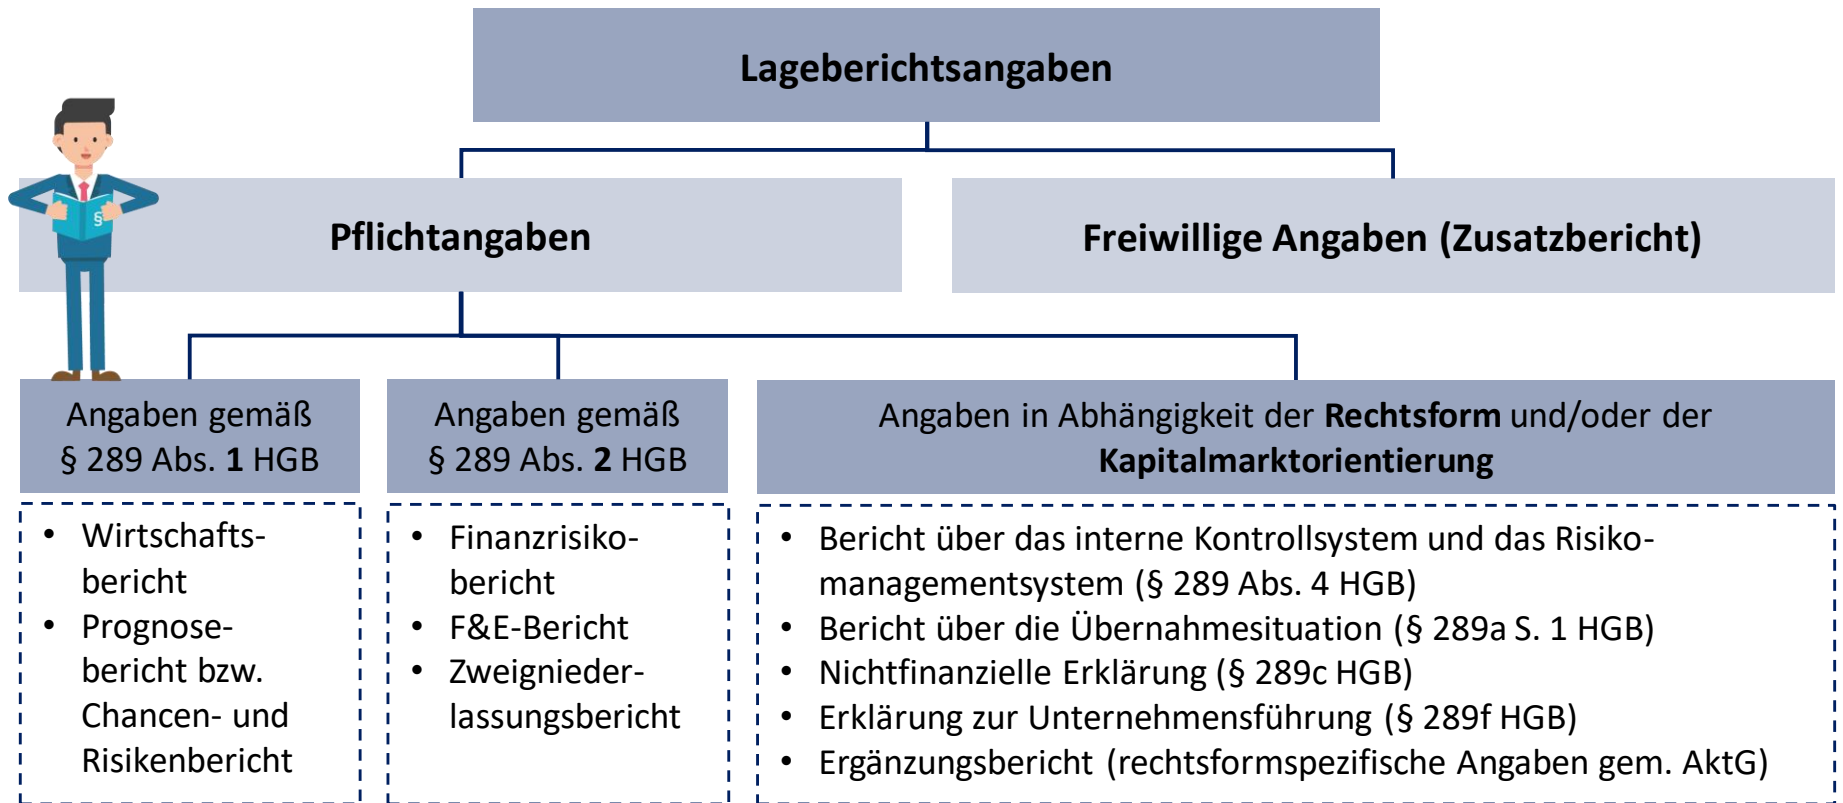 Lageberichtsangaben
§
Pflichtangaben
Freiwillige Angaben (Zusatzbericht)
Angaben gemäß
§ 289 Abs. 1 HGB
• Wirtschafts-
bericht
• Prognose-
bericht bzw.
Chancen- und
Risikenbericht
Angaben gemäß
§ 289 Abs. 2 HGB
• Finanzrisiko-
bericht
• F&E-Bericht
• Zweignieder-
lassungsbericht
Angaben in Abhängigkeit der Rechtsform und/oder der
Kapitalmarktorientierung
• Bericht über das interne Kontrollsystem und das Risiko-
managementsystem (§ 289 Abs. 4 HGB)
• Bericht über die Übernahmesituation (§ 289a S. 1 HGB)
• Nichtfinanzielle Erklärung (§ 289c HGB)
• Erklärung zur Unternehmensführung (§ 289f HGB)
• Ergänzungsbericht (rechtsformspezifische Angaben gem. AktG)